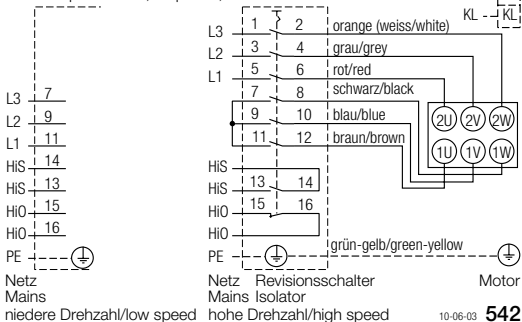 KL KL
L3 1 2 orange (weiss/white)
L2 3 4 grau/grey
L1 5 6 rot/red
7 8 schwarz/black
9 10 blau/blue
11 12 braun/brown
2U 2V 2W
1U 1V 1W
L3 7
L2 9
L1 11
HiS 14
HiS 13
Hi0 15
Hi0 16
PE
HiS
HiS 13 14
Hi0 15 16
Hi0
PE grün-gelb/green-yellow
Netz
Mains
niedere Drehzahl/low speed
Netz Revisionsschalter
Mains Isolator
hohe Drehzahl/high speed
Motor
10-06-03 542